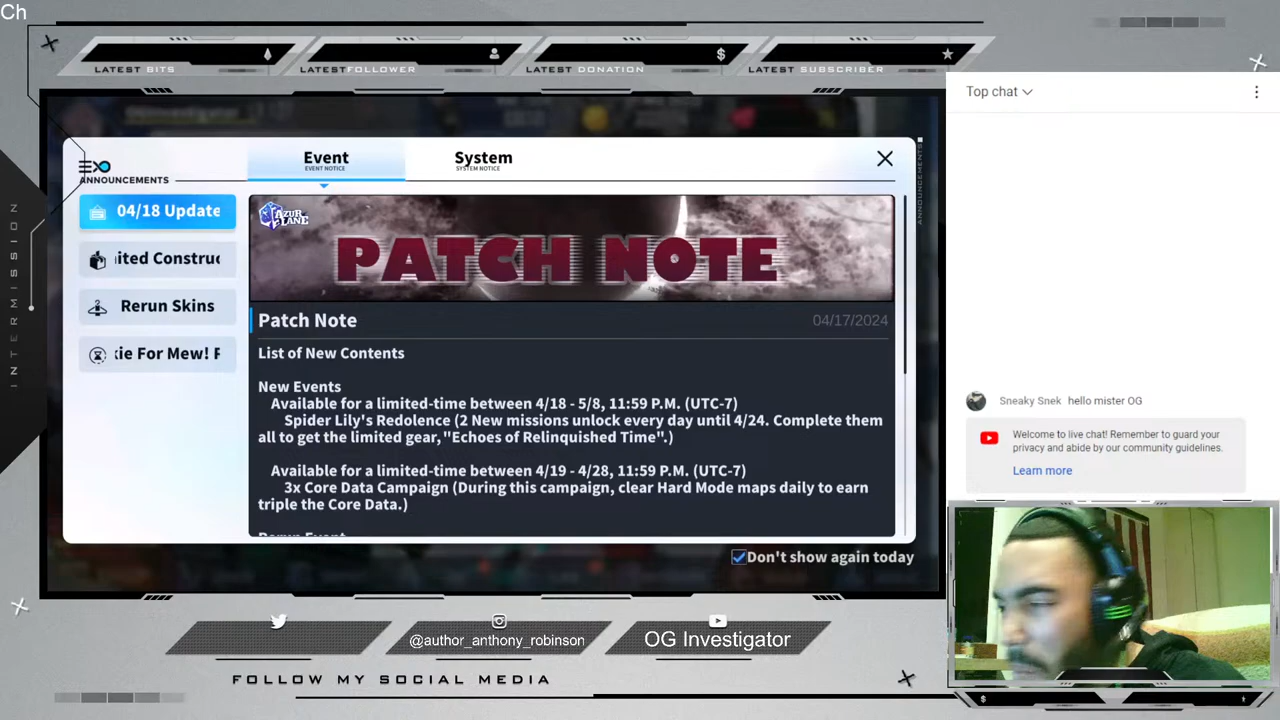 Ch
LATEST BITS
LATEST FOLLOWER
LATEST DONATION
LATEST SUBSCRIBER
Top chat
ANNOUNCEMENTS
Event
EVENT NOTICE
System
SYSTEM NOTICE
ANNOUNCEMENTS
04/18 Update
ited Construc
Rerun Skins
kie For Mew! F
AZUR LANE
PATCH NOTE
Patch Note
04/17/2024
List of New Contents
New Events
Available for a limited-time between 4/18 - 5/8, 11:59 P.M. (UTC-7)
Spider Lily's Redolence (2 New missions unlock every day until 4/24. Complete them
all to get the limited gear, "Echoes of Relinquished Time".)
Available for a limited-time between 4/19 - 4/28, 11:59 P.M. (UTC-7)
3x Core Data Campaign (During this campaign, clear Hard Mode maps daily to earn
triple the Core Data.)
Don't show again today
Sneaky Snek hello mister OG
Welcome to live chat! Remember to guard your
privacy and abide by our community guidelines.
Learn more
INTERMISSION
@author_anthony_robinson
OG Investigator
FOLLOW MY SOCIAL MEDIA